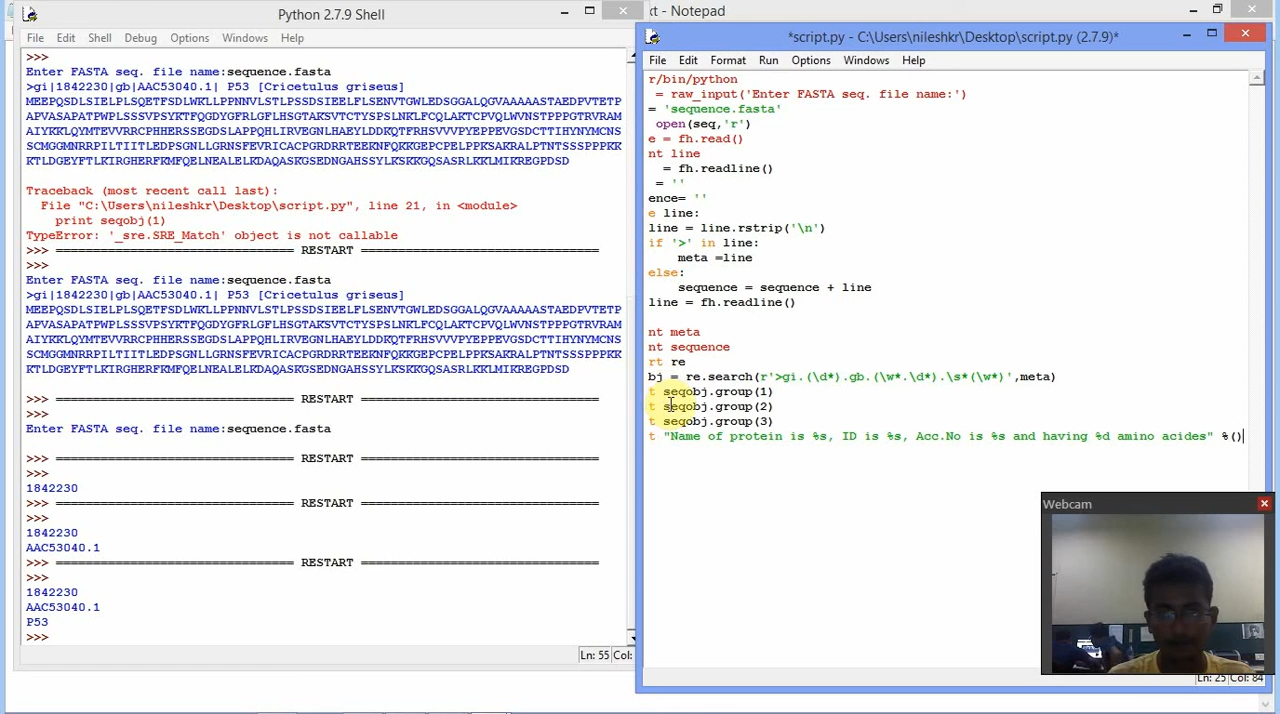 Python 2.7.9 Shell
File Edit Shell Debug Options Windows Help
>>>
Enter FASTA seq. file name:sequence.fasta
>gi|1842230|gb|AAC53040.1| P53 [Cricetulus griseus]
MEEPQSDLSIELPLSQETFSDLWKLLPPNNVLSTLPSSDSIEELFLSENVTGWLEDSGGALQGVAAAAASTAEDPVTETP
APVASAPATPWPLSSSVPSYKTFQGDYGFRLGFLHSGTAKSVTCTYSPSLNKLFCQLAKTCPVQLWVNSTPPPGTRVRAM
AIYKKLQYMTEVVRRCPHHERSSEGDSLAPPQHLIRVEGNLHAEYLDDKQTFRHSVVVPYEPPEVGSDCTTIHYNYMCNS
SCMGGMNRRPILTIITLEDPSGNLLGRNSFEVRICACPGRDRRTEEKNFQKKGEPCPELPPKSAKRALPTNTSSSPPPKK
KTLDGEYFTLKIRGHERFKMFQELNEALELKDAQASKGSEDNGAHSSYLKSKKGQSASRLKKLMIKREGPDSD
Traceback (most recent call last):
File "C:\Users\nileshkr\Desktop\script.py", line 21, in <module>
print seqobj(1)
TypeError: '_sre.SRE_Match' object is not callable
>>> ================================ RESTART ================================
>>>
Enter FASTA seq. file name:sequence.fasta
>gi|1842230|gb|AAC53040.1| P53 [Cricetulus griseus]
MEEPQSDLSIELPLSQETFSDLWKLLPPNNVLSTLPSSDSIEELFLSENVTGWLEDSGGALQGVAAAAASTAEDPVTETP
APVASAPATPWPLSSSVPSYKTFQGDYGFRLGFLHSGTAKSVTCTYSPSLNKLFCQLAKTCPVQLWVNSTPPPGTRVRAM
AIYKKLQYMTEVVRRCPHHERSSEGDSLAPPQHLIRVEGNLHAEYLDDKQTFRHSVVVPYEPPEVGSDCTTIHYNYMCNS
SCMGGMNRRPILTIITLEDPSGNLLGRNSFEVRICACPGRDRRTEEKNFQKKGEPCPELPPKSAKRALPTNTSSSPPPKK
KTLDGEYFTLKIRGHERFKMFQELNEALELKDAQASKGSEDNGAHSSYLKSKKGQSASRLKKLMIKREGPDSD
>>> ================================ RESTART ================================
>>>
Enter FASTA seq. file name:sequence.fasta
>>> ================================ RESTART ================================
>>>
1842230
>>> ================================ RESTART ================================
>>>
1842230
AAC53040.1
>>> ================================ RESTART ================================
>>>
1842230
AAC53040.1
P53
>>>
Ln: 55 Col:
xt - Notepad
*script.py - C:\Users\nileshkr\Desktop\script.py (2.7.9)*
File Edit Format Run Options Windows Help
r/bin/python
= raw_input('Enter FASTA seq. file name:')
= 'sequence.fasta'
open(seq,'r')
e = fh.read()
nt line
= fh.readline()
= ''
ence= ''
e line:
line = line.rstrip('\n')
if '>' in line:
meta =line
else:
sequence = sequence + line
line = fh.readline()
nt meta
nt sequence
rt re
bj = re.search(r'>gi.(\d*).gb.(\w*.\d*).\s*(\w*)',meta)
t seqobj.group(1)
t seqobj.group(2)
t seqobj.group(3)
t "Name of protein is %s, ID is %s, Acc.No is %s and having %d amino acides" %()
Webcam
Ln: 25 Col: 84